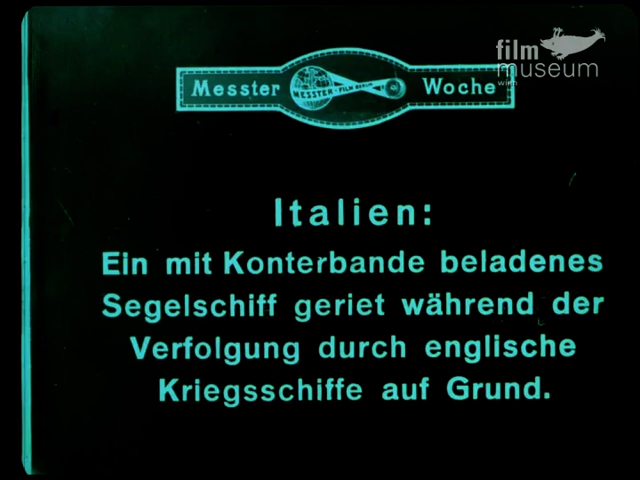 film
museum
wien
Messter Woche
MESSTER-FILM BERLIN
Italien:
Ein mit Konterbande beladenes
Segelschiff geriet während der
Verfolgung durch englische
Kriegsschiffe auf Grund.